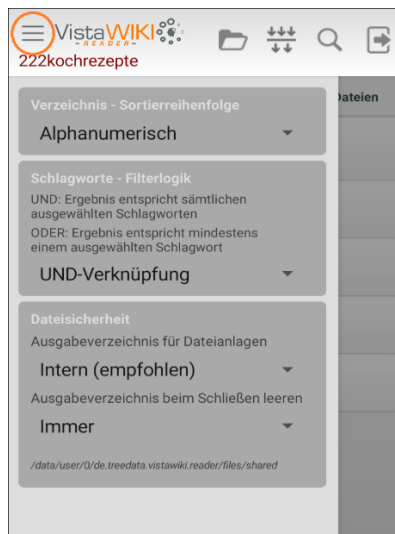 VistaWIKI
- READER -
222kochrezepte
Dateien
Verzeichnis - Sortierreihenfolge
Alphanumerisch
Schlagworte - Filterlogik
UND: Ergebnis entspricht sämtlichen
ausgewählten Schlagworten
ODER: Ergebnis entspricht mindestens
einem ausgewählten Schlagwort
UND-Verknüpfung
Dateisicherheit
Ausgabeverzeichnis für Dateianlagen
Intern (empfohlen)
Ausgabeverzeichnis beim Schließen leeren
Immer
/data/user/0/de.treedata.vistawiki.reader/files/shared